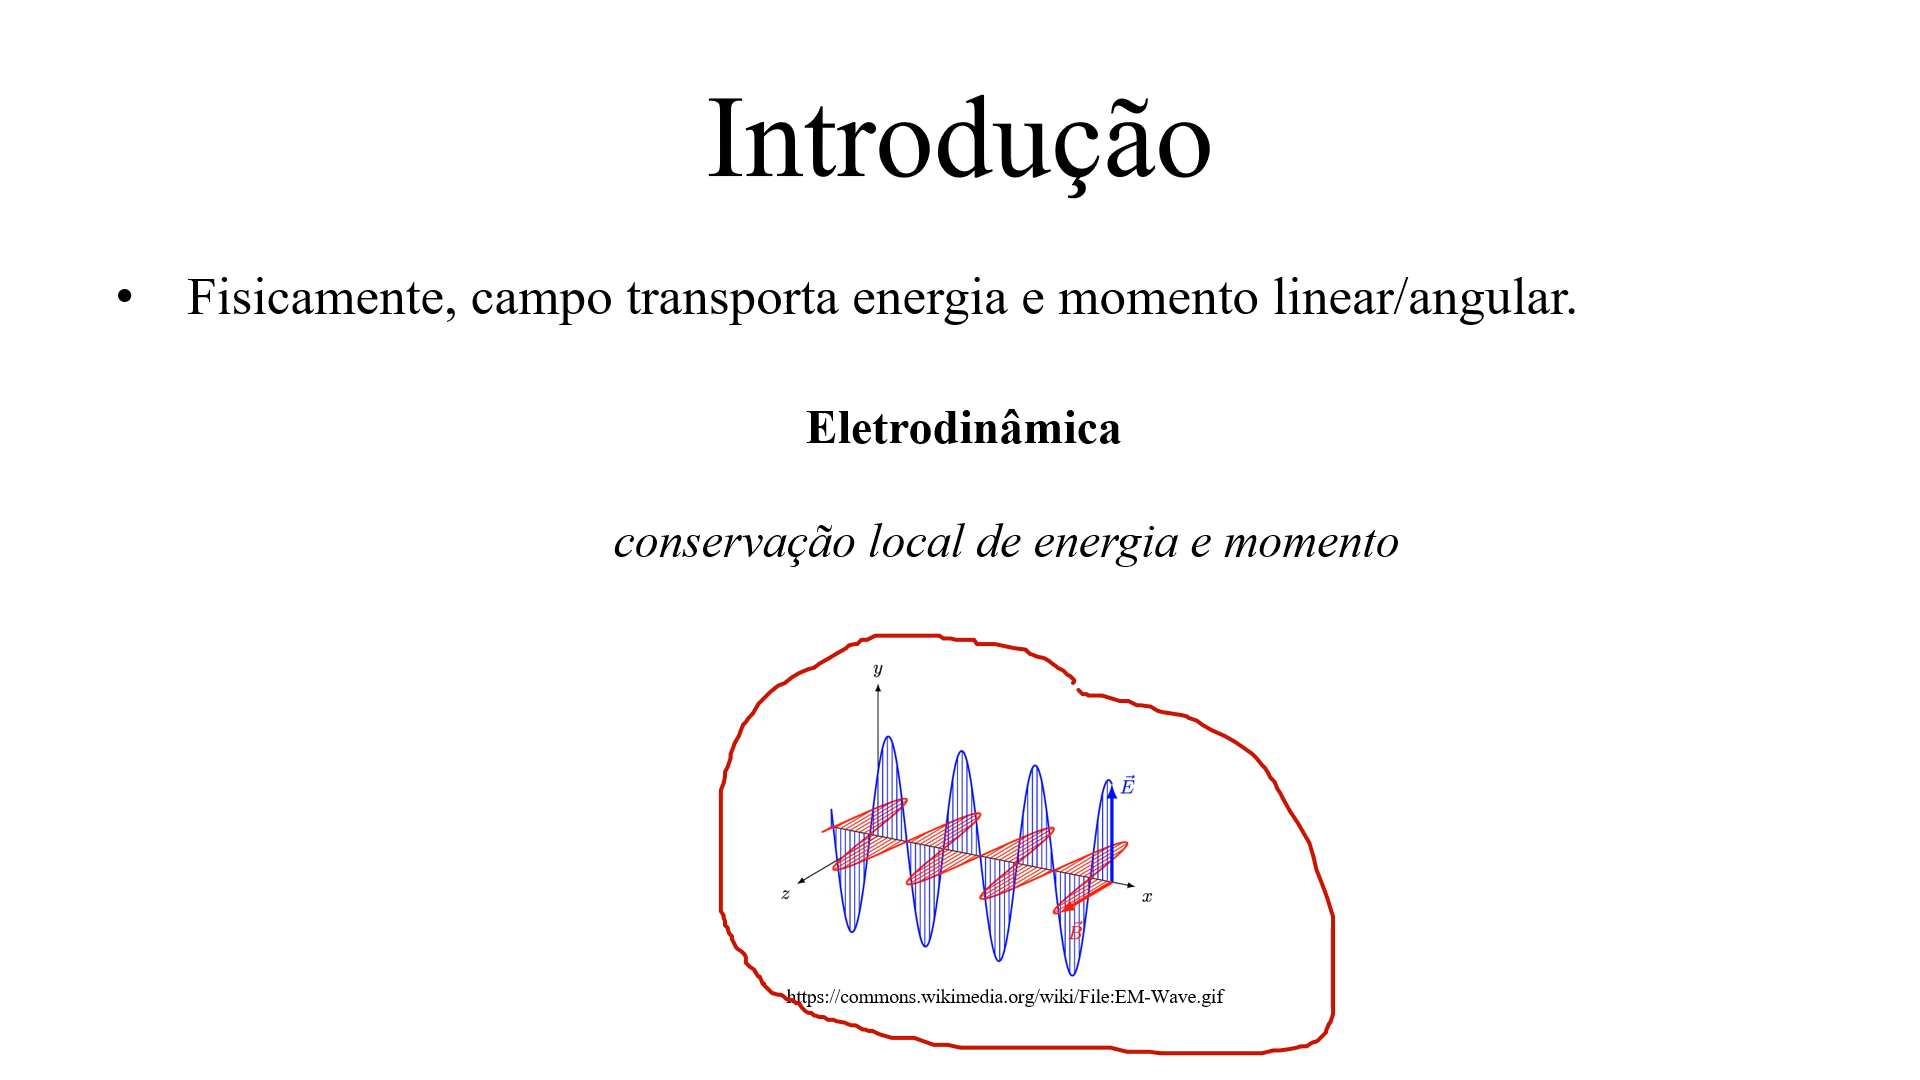 Introdução
• Fisicamente, campo transporta energia e momento linear/angular.
Eletrodinâmica
conservação local de energia e momento
y
E⃗
z
x
B⃗
https://commons.wikimedia.org/wiki/File:EM-Wave.gif